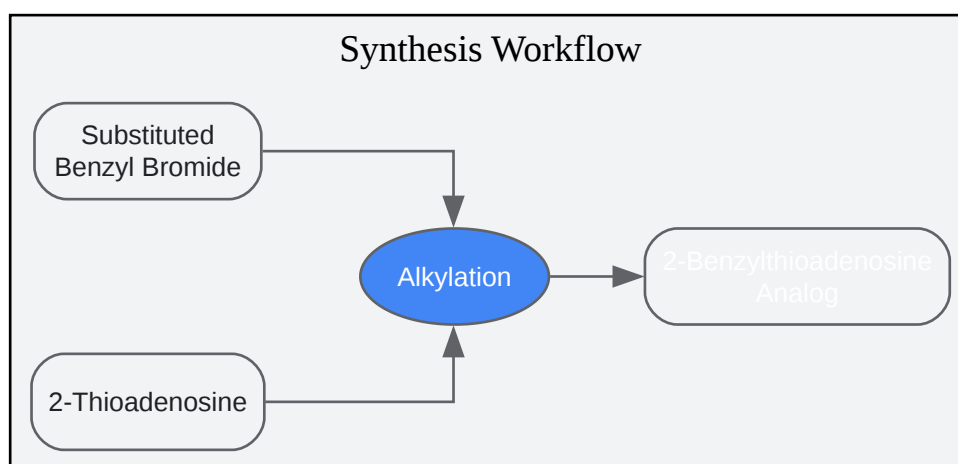 Synthesis Workflow
Substituted
Benzyl Bromide
Alkylation
2-Benzylthioadenosine
Analog
2-Thioadenosine